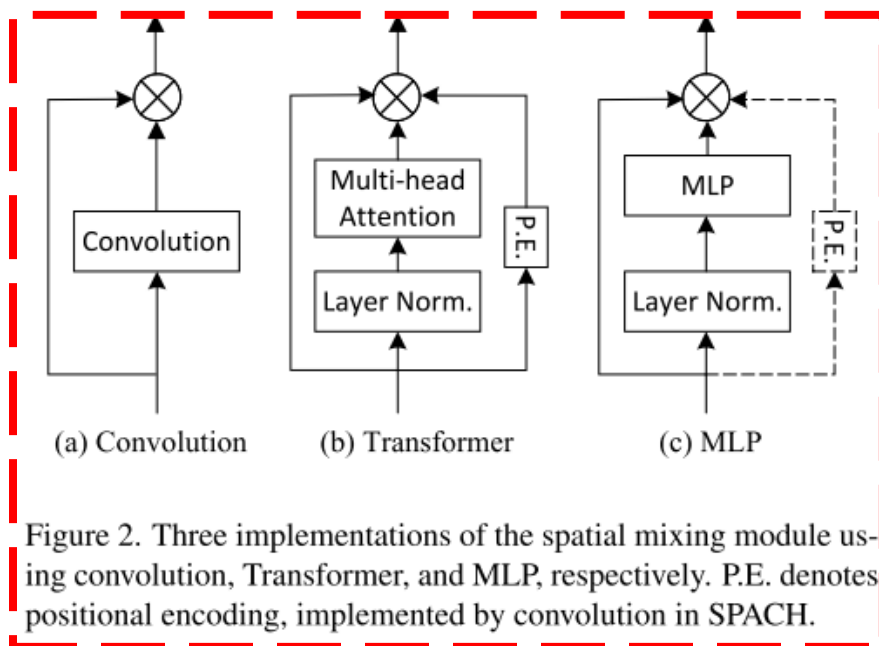 Convolution
Multi-head
Attention
P.E.
Layer Norm.
MLP
P.E.
Layer Norm.
(a) Convolution
(b) Transformer
(c) MLP
Figure 2. Three implementations of the spatial mixing module us-
ing convolution, Transformer, and MLP, respectively. P.E. denotes
positional encoding, implemented by convolution in SPACH.